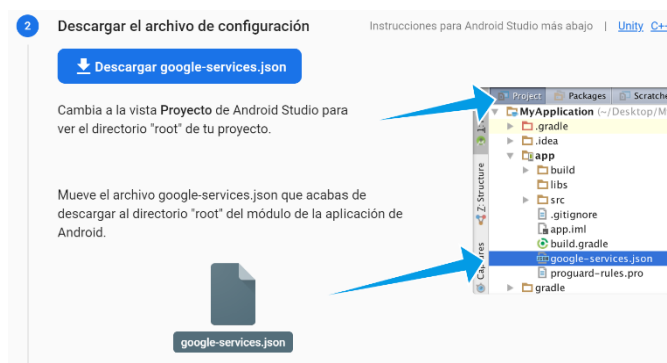 2
Descargar el archivo de configuración
Instrucciones para Android Studio más abajo | Unity C++
Descargar google-services.json
Cambia a la vista Proyecto de Android Studio para
ver el directorio "root" de tu proyecto.
Mueve el archivo google-services.json que acabas de
descargar al directorio "root" del módulo de la aplicación de
Android.
google-services.json
Project Packages Scratche
MyApplication (~/Desktop/M
.gradle
.idea
app
build
libs
src
.gitignore
app.iml
build.gradle
google-services.json
proguard-rules.pro
gradle
Z: Structure
Captures